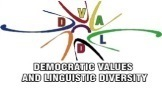 D V A L D
DEMOCRATIC VALUES
AND LINGUISTIC DIVERSITY